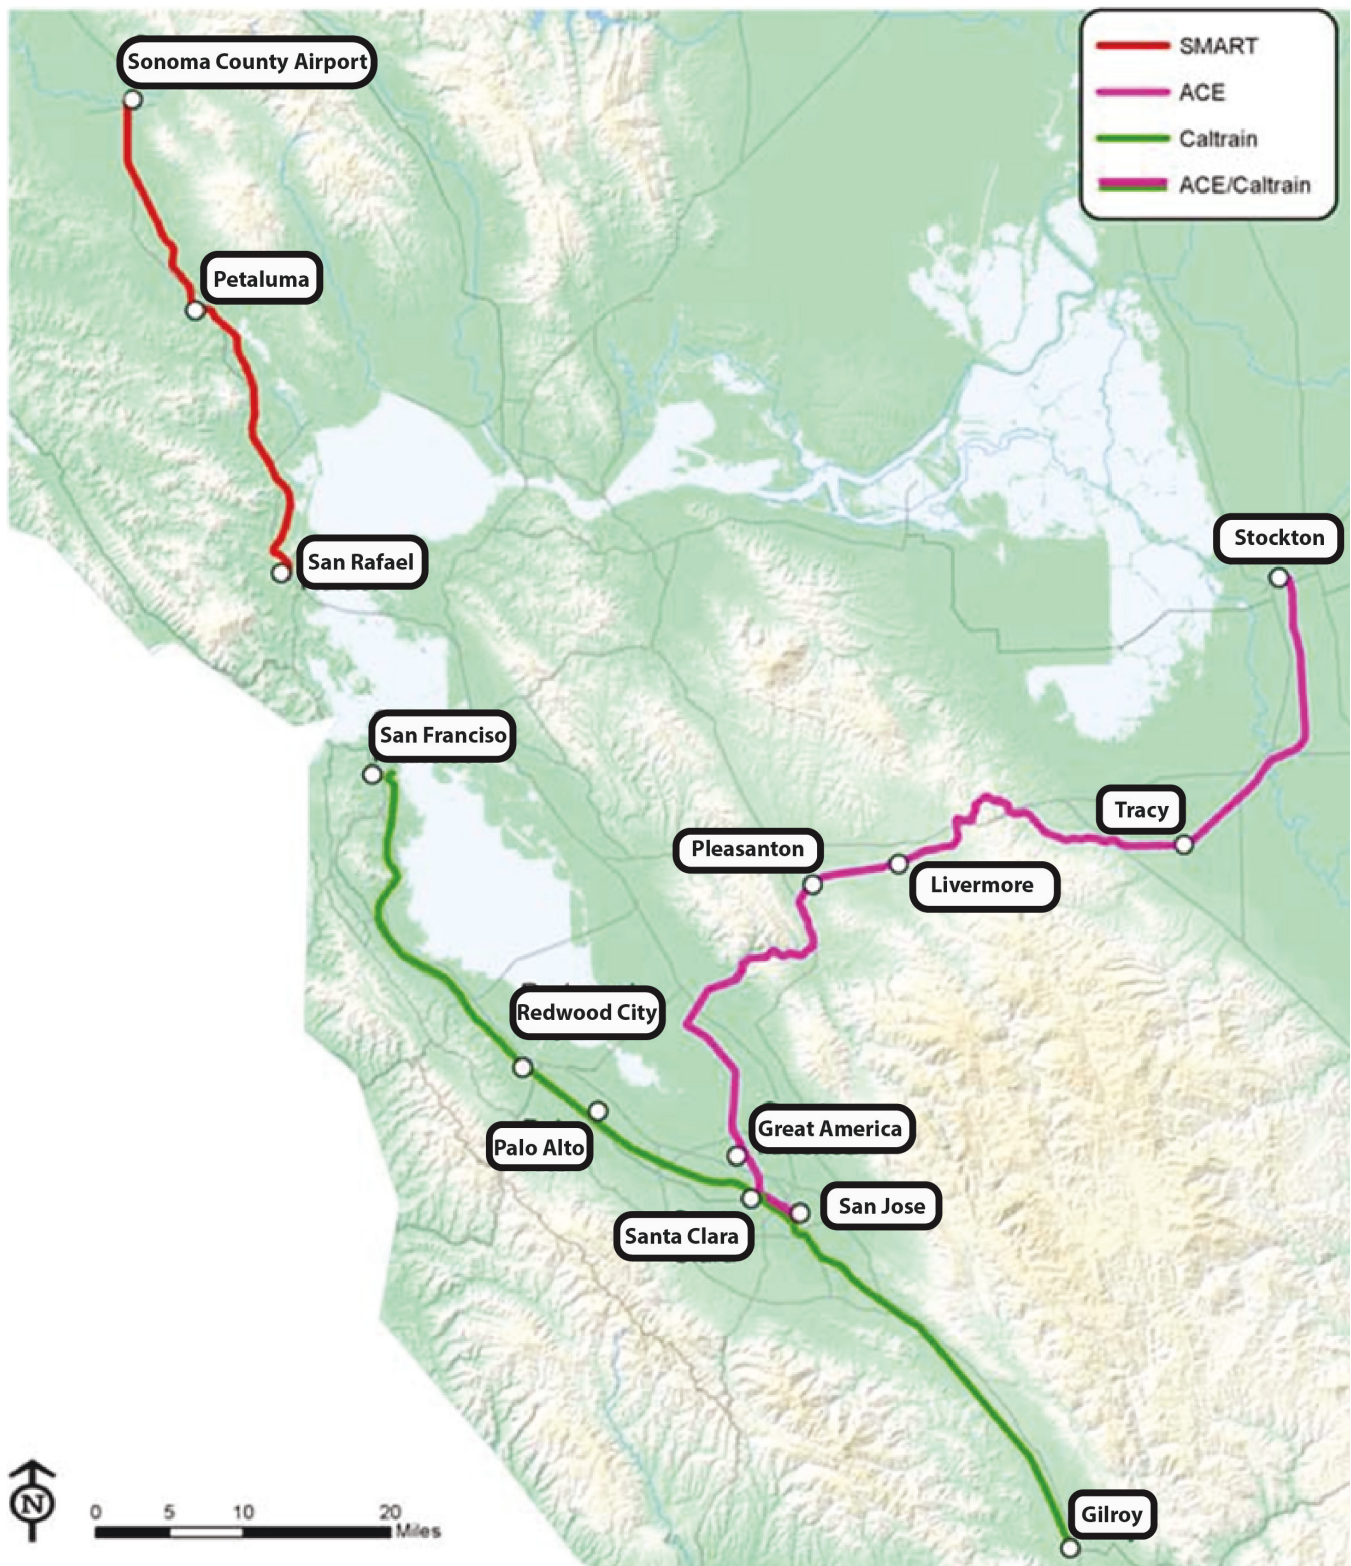 Sonoma County Airport
SMART
ACE
Caltrain
ACE/Caltrain
Petaluma
Stockton
San Rafael
San Franciso
Tracy
Pleasanton
Livermore
Redwood City
Great America
Palo Alto
San Jose
Santa Clara
Gilroy
N
0 5 10 20
Miles